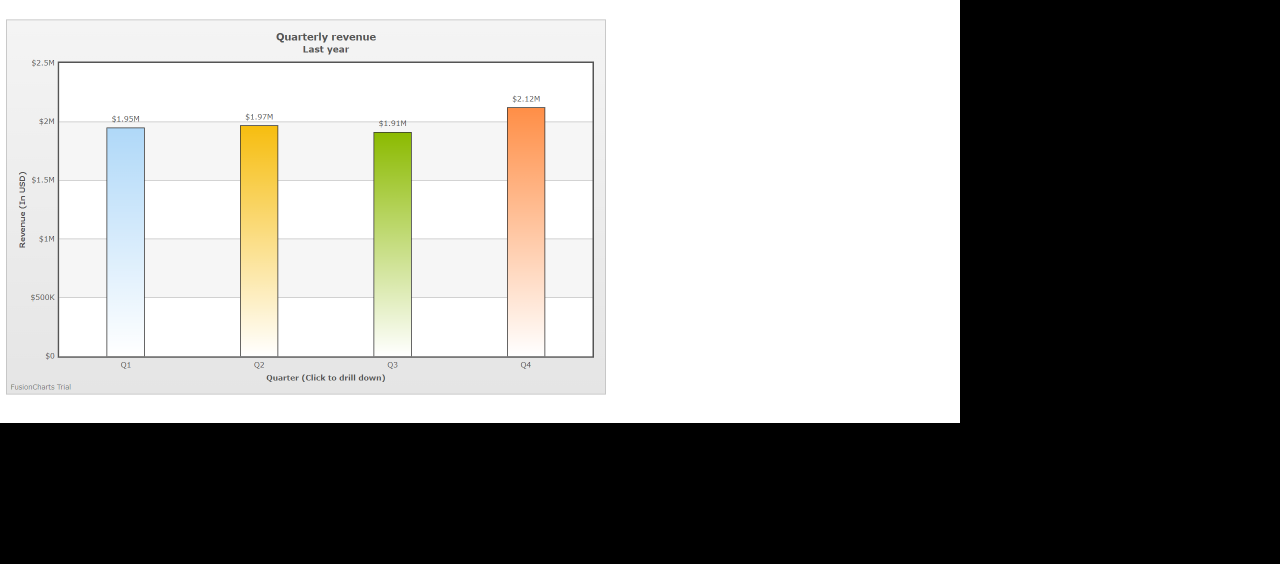 Quarterly revenue
Last year
$2.5M
$2M
$1.5M
$1M
$500K
$0
Revenue (In USD)
$1.95M
$1.97M
$1.91M
$2.12M
Q1
Q2
Q3
Q4
Quarter (Click to drill down)
FusionCharts Trial